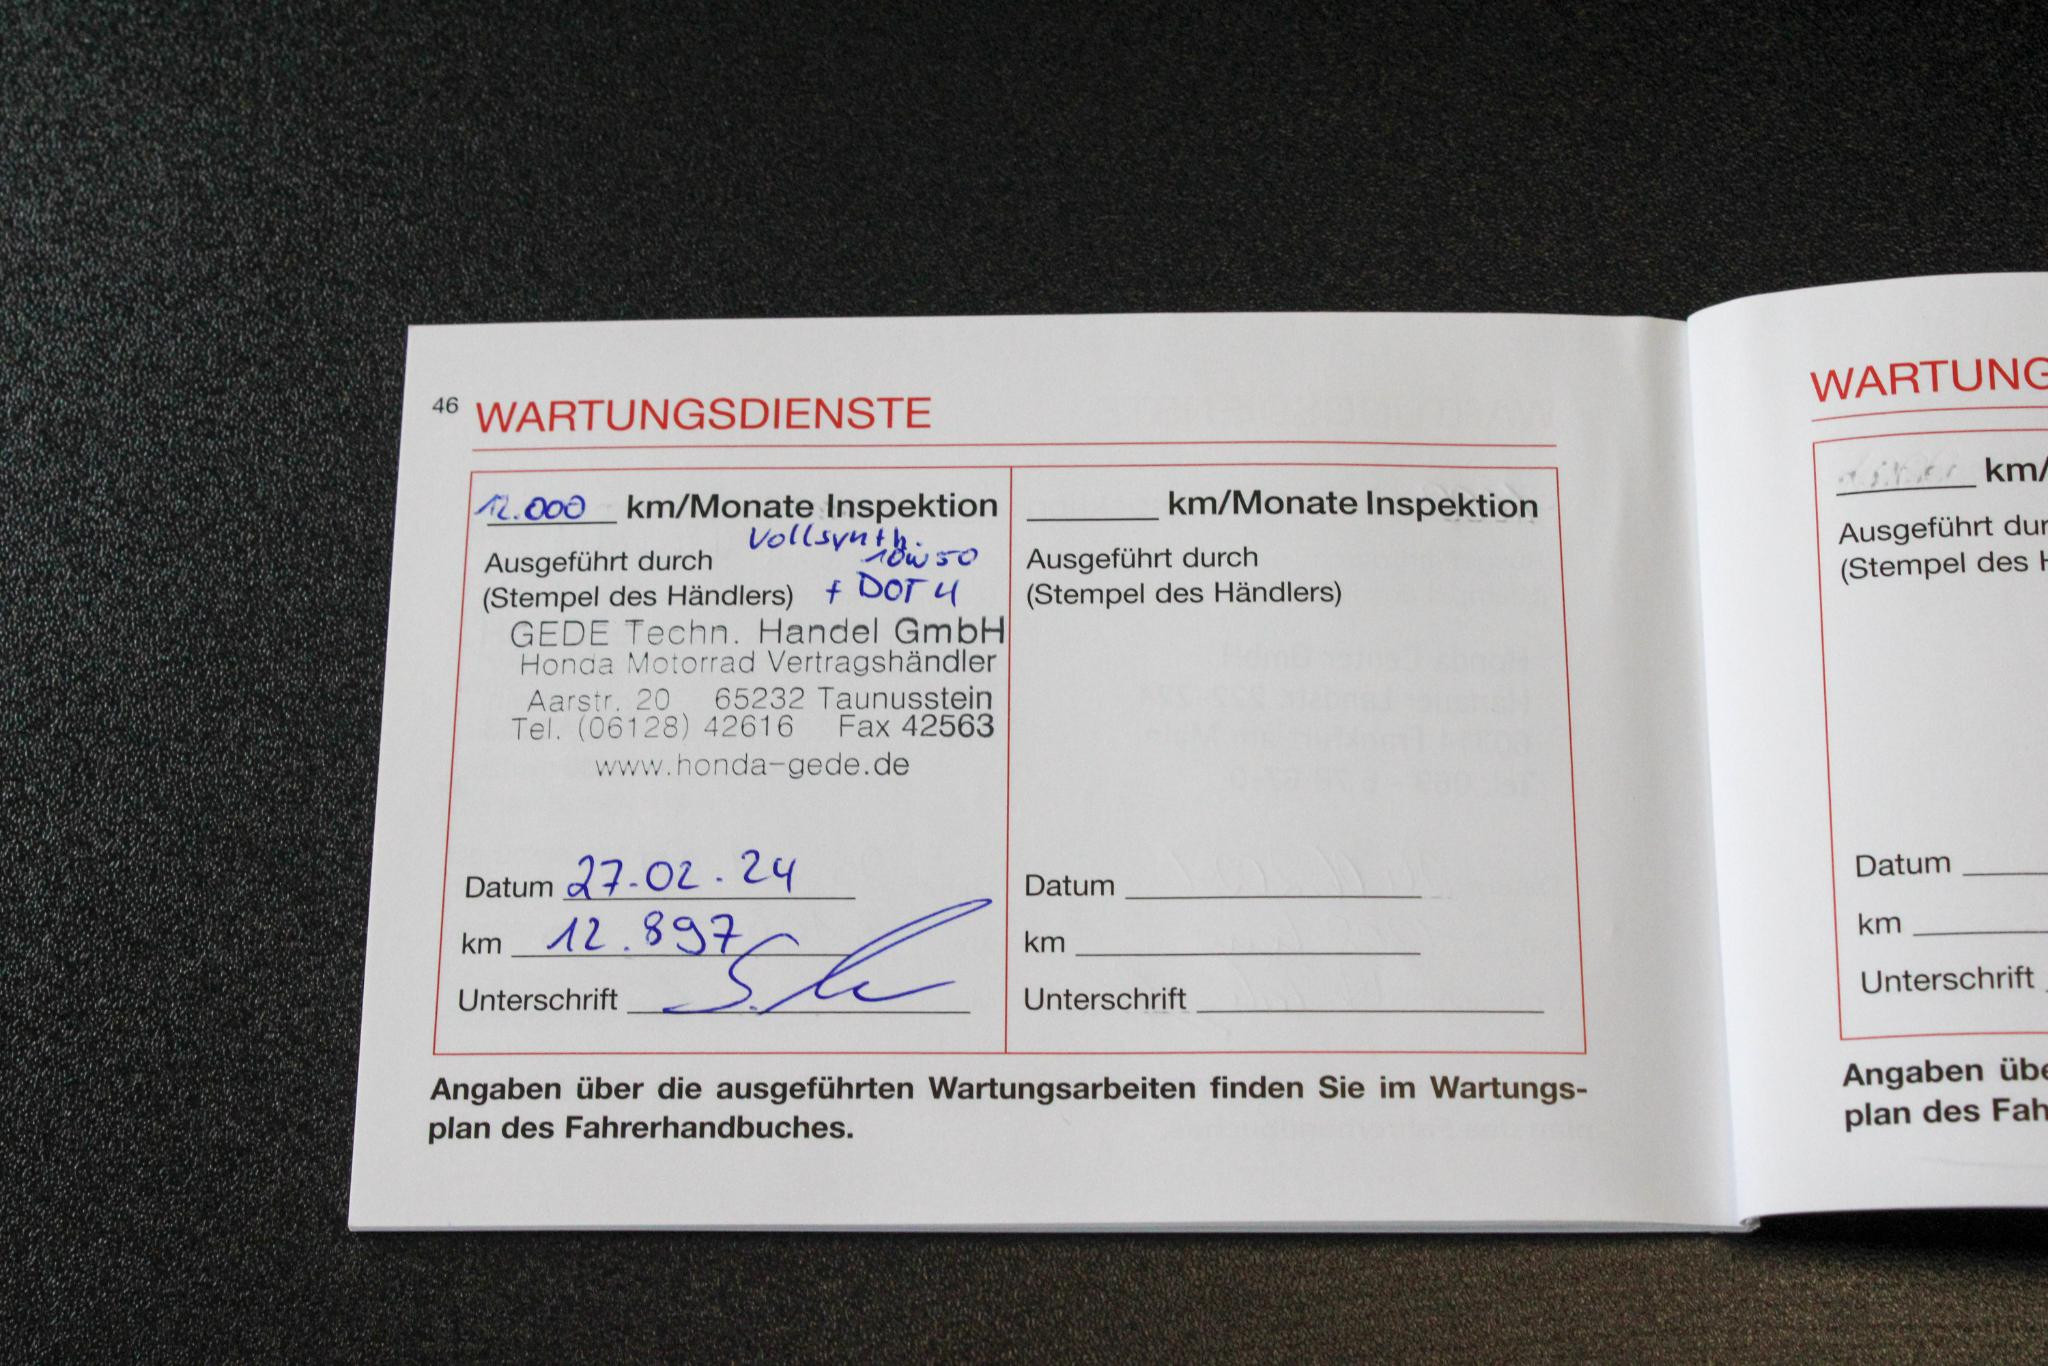 46 WARTUNGSDIENSTE
12.000 km/Monate Inspektion
Vollsynth.
10W50
Ausgeführt durch
(Stempel des Händlers) + DOT 4
GEDE Techn. Handel GmbH
Honda Motorrad Vertragshändler
Aarstr. 20 65232 Taunusstein
Tel. (06128) 42616 Fax 42563
www.honda-gede.de
Datum 27.02.24
km 12.897
Unterschrift
km/Monate Inspektion
Ausgeführt durch
(Stempel des Händlers)
Datum
km
Unterschrift
Angaben über die ausgeführten Wartungsarbeiten finden Sie im Wartungs-
plan des Fahrerhandbuches.
WARTUNG
km/
Ausgeführt dur
(Stempel des H
Datum
km
Unterschrift
Angaben übe
plan des Fah